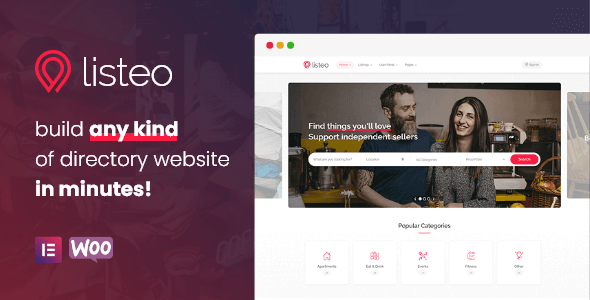 listeo
build any kind
of directory website
in minutes!
E WOO
listeo Home Listings User Panel Pages Sign In
Find things you'll love
Support independent sellers
What are you looking for? Location All Categories Search
Popular Categories
Apartments Eat & Drink Events Fitness Other